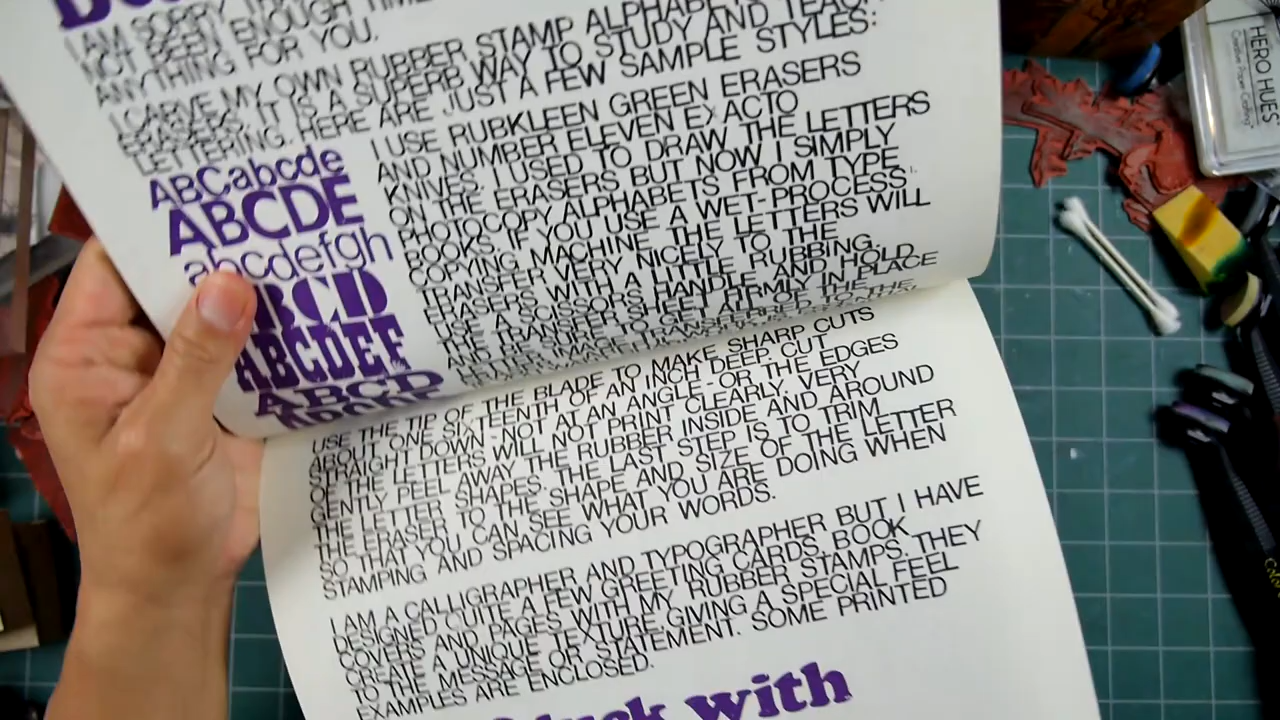 I AM SORRY
NOT BEEN ENOUGH TIME
ANYTHING FOR YOU.
I CARVE MY OWN RUBBER STAMP
ERASERS. IT IS A SUPERB WAY TO STUDY AND TEACH
LETTERING. HERE ARE JUST A FEW SAMPLE STYLES:
ABCabcde
ABCDE
abcdefgh
ABCD
ABCDEF
ABCD
I USE RUBKLEEN GREEN ERASERS
AND NUMBER ELEVEN EXACTO
KNIVES. I USED TO DRAW THE LETTERS
ON THE ERASERS BUT NOW I SIMPLY
PHOTOCOPY ALPHABETS FROM TYPE
BOOKS. IF YOU USE A WET-PROCESS
COPYING MACHINE THE LETTERS WILL
TRANSFER VERY NICELY TO THE
ERASERS WITH A LITTLE RUBBING.
USE A SCISSORS HANDLE, AND HOLD
THE TRANSFER SHEET FIRMLY IN PLACE
USE THE TIP OF THE BLADE TO MAKE SHARP CUTS
ABOUT ONE SIXTEENTH OF AN INCH DEEP. CUT
STRAIGHT DOWN - NOT AT AN ANGLE - OR THE EDGES
OF THE LETTERS WILL NOT PRINT CLEARLY. VERY
GENTLY PEEL AWAY THE RUBBER INSIDE AND AROUND
THE LETTER SHAPES. THE LAST STEP IS TO TRIM
THE ERASER TO THE SHAPE AND SIZE OF THE LETTER
SO THAT YOU CAN SEE WHAT YOU ARE DOING WHEN
STAMPING AND SPACING YOUR WORDS.
I AM A CALLIGRAPHER AND TYPOGRAPHER BUT I HAVE
DESIGNED QUITE A FEW GREETING CARDS, BOOK
COVERS AND PAGES WITH MY RUBBER STAMPS. THEY
CREATE A UNIQUE TEXTURE, GIVING A SPECIAL FEEL
TO THE MESSAGE OR STATEMENT. SOME PRINTED
EXAMPLES ARE ENCLOSED.
with
HERO HUES